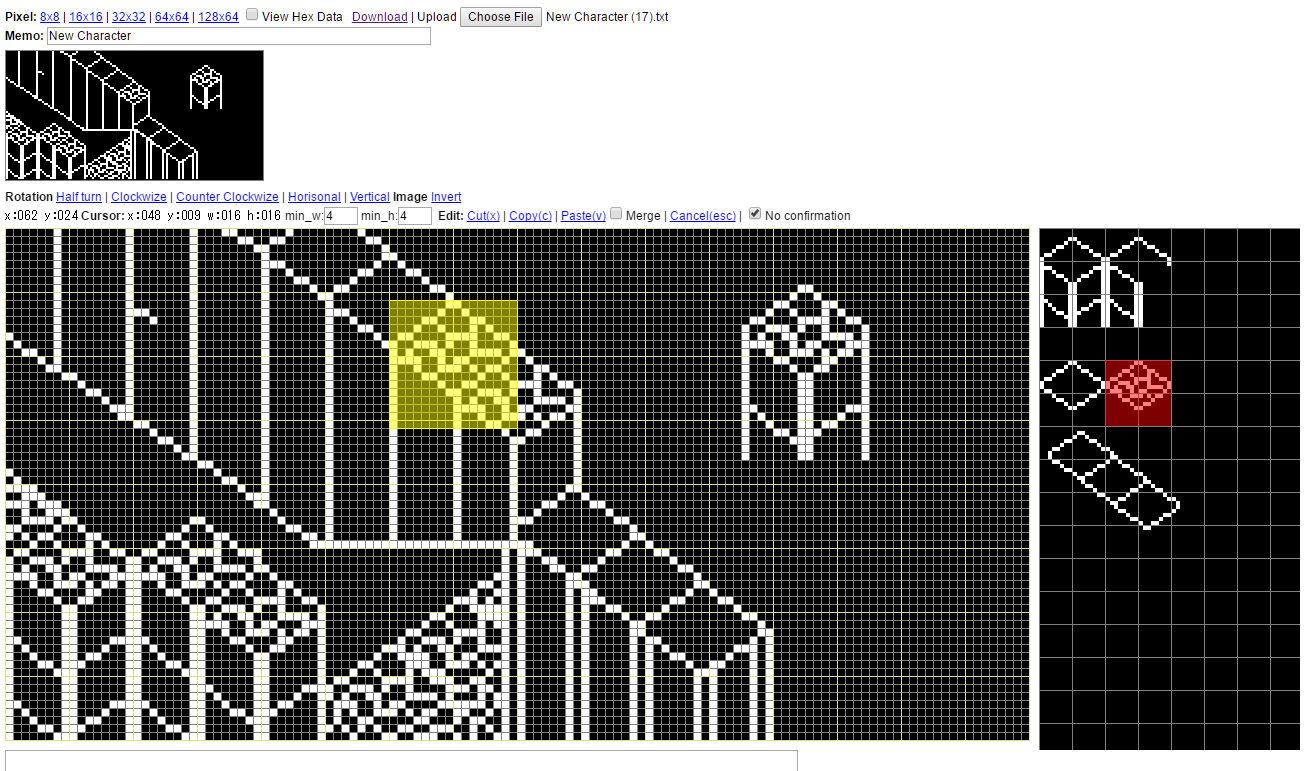 Pixel: 8x8 | 16x16 | 32x32 | 64x64 | 128x64 View Hex Data Download | Upload Choose File New Character (17).txt
Memo: New Character
Rotation Half turn | Clockwize | Counter Clockwize | Horisonal | Vertical Image Invert
x:062 y:024 Cursor: x:048 y:009 w:016 h:016 min_w: 4 min_h: 4 Edit: Cut(x) | Copy(c) | Paste(v) Merge | Cancel(esc) | No confirmation